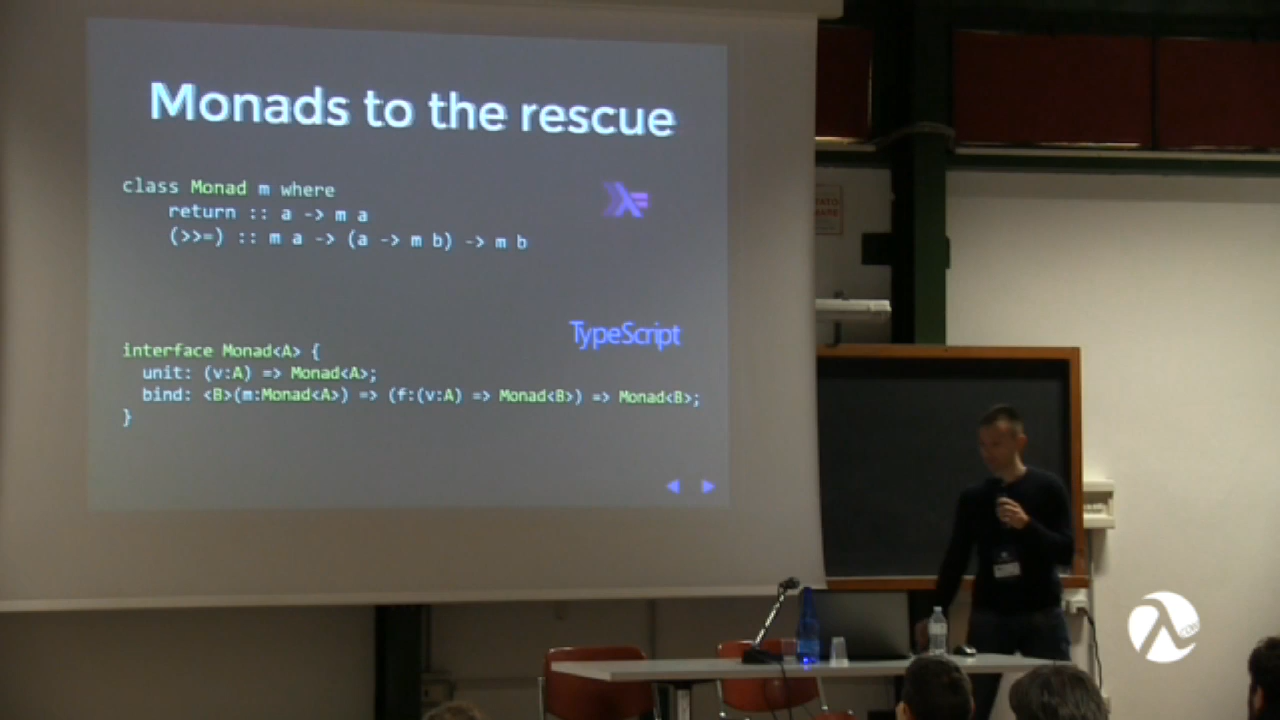 Monads to the rescue
class Monad m where
return :: a -> m a
(>>=) :: m a -> (a -> m b) -> m b
TypeScript
interface Monad<A> {
unit: (v:A) => Monad<A>;
bind: <B>(m:Monad<A>) => (f:(v:A) => Monad<B>) => Monad<B>;
}